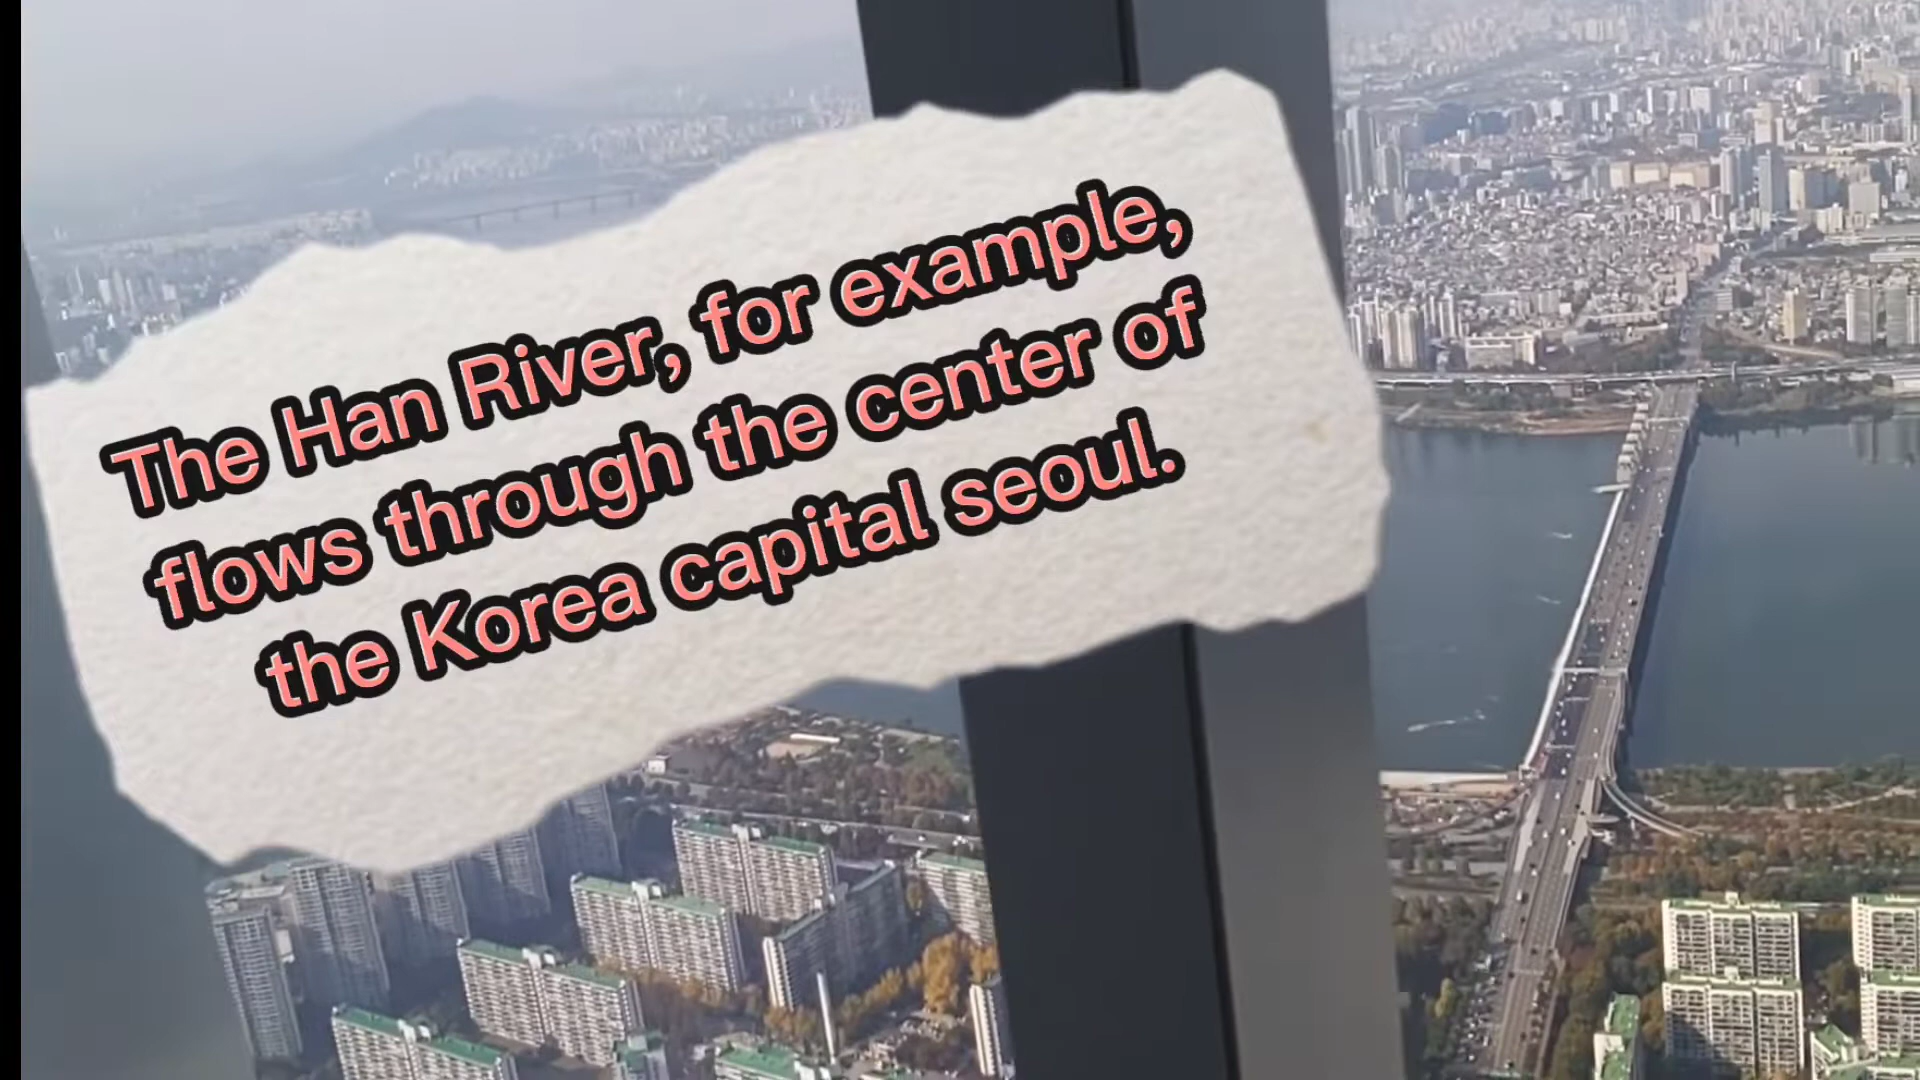 The Han River, for example,
flows through the center of
the Korea capital seoul.